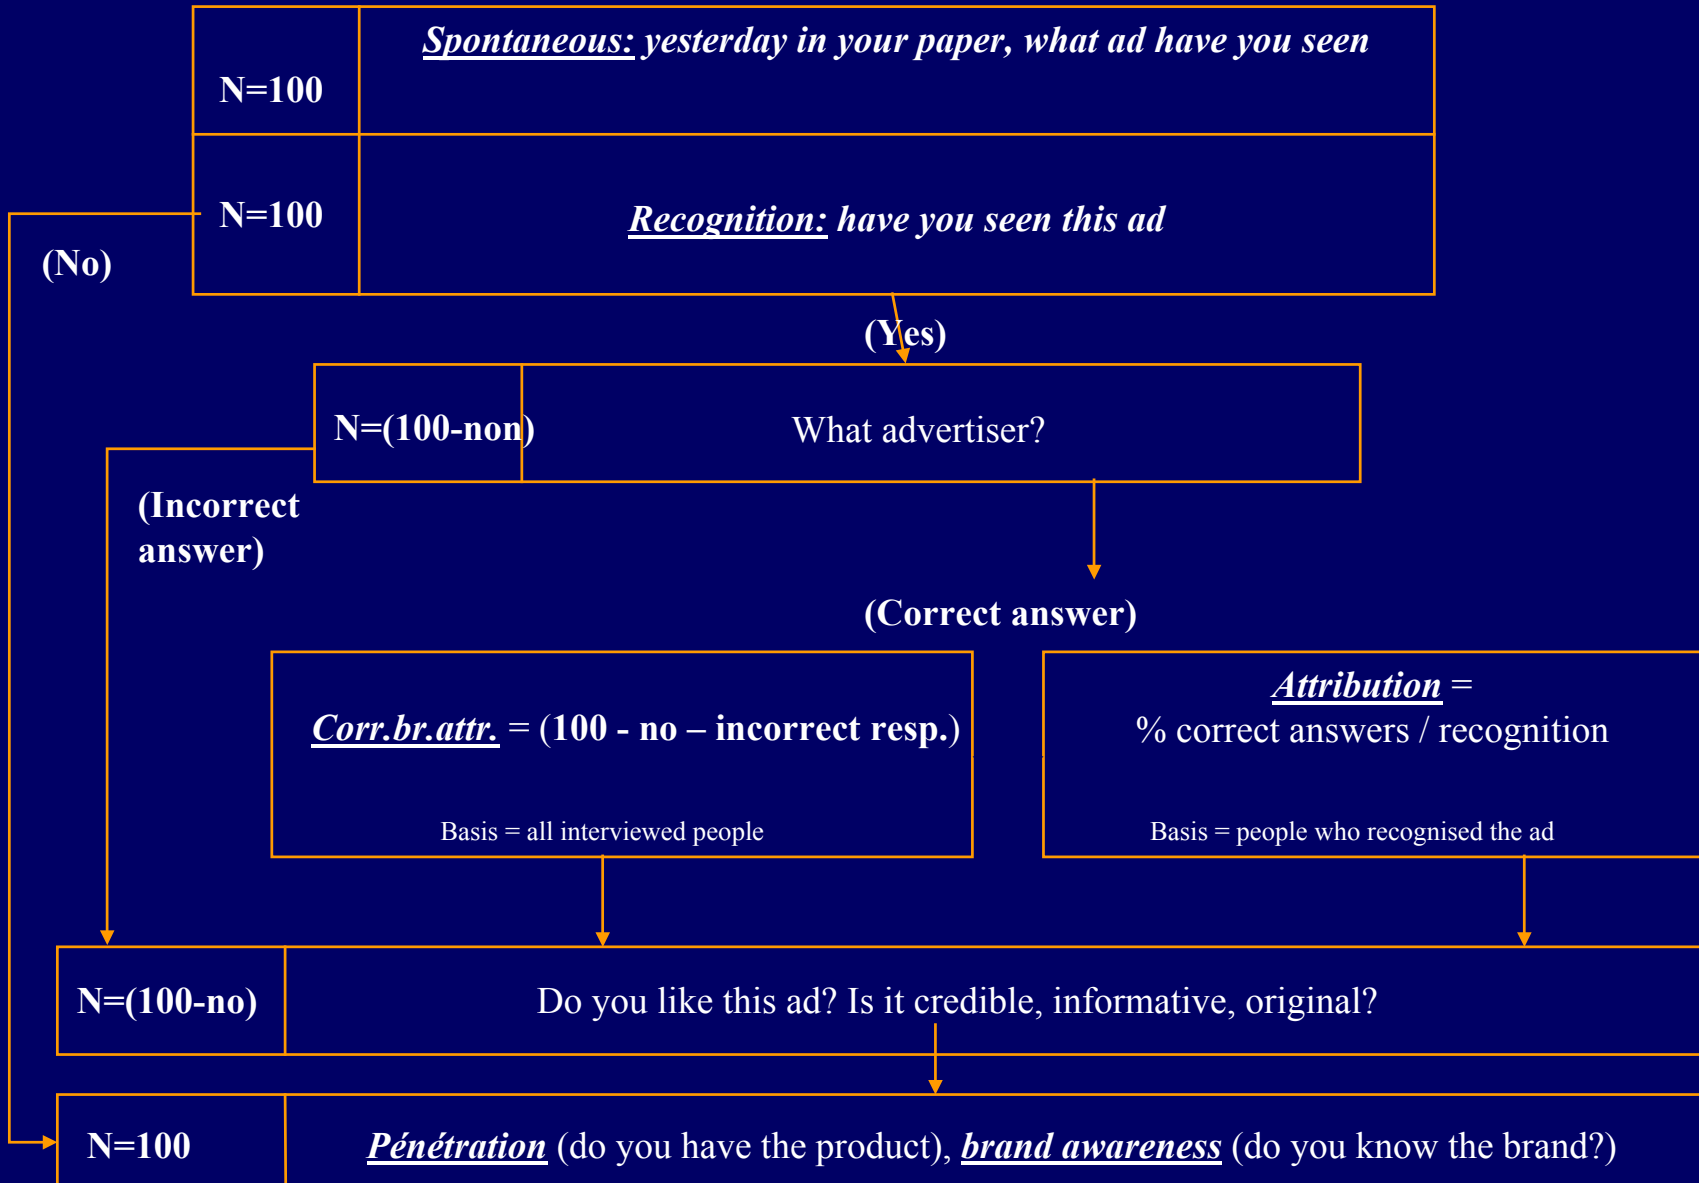 Spontaneous: yesterday in your paper, what ad have you seen
N=100
N=100
Recognition: have you seen this ad
(No)
(Yes)
N=(100-non)
What advertiser?
(Incorrect
answer)
(Correct answer)
Corr.br.attr. = (100 - no – incorrect resp.)
Basis = all interviewed people
Attribution =
% correct answers / recognition
Basis = people who recognised the ad
N=(100-no)
Do you like this ad? Is it credible, informative, original?
N=100
Pénétration (do you have the product), brand awareness (do you know the brand?)